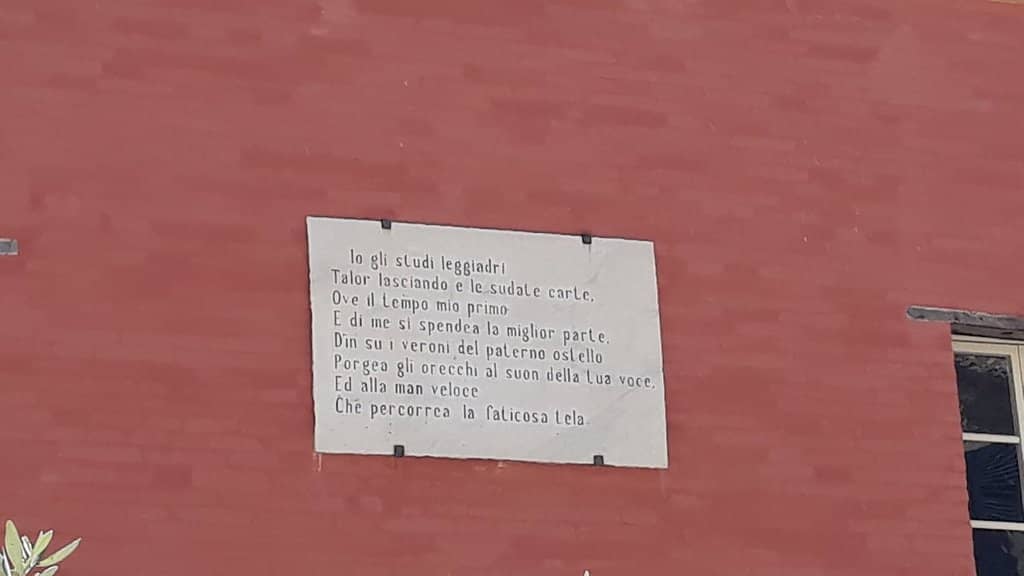 Io gli studi leggiadri
Talor lasciando e le sudate carte,
Ove il tempo mio primo
E di me si spendea la miglior parte,
Din su i veroni del paterno ostello
Porgea gli orecchi al suon della tua voce,
Ed alla man veloce
Che percorrea la faticosa tela.